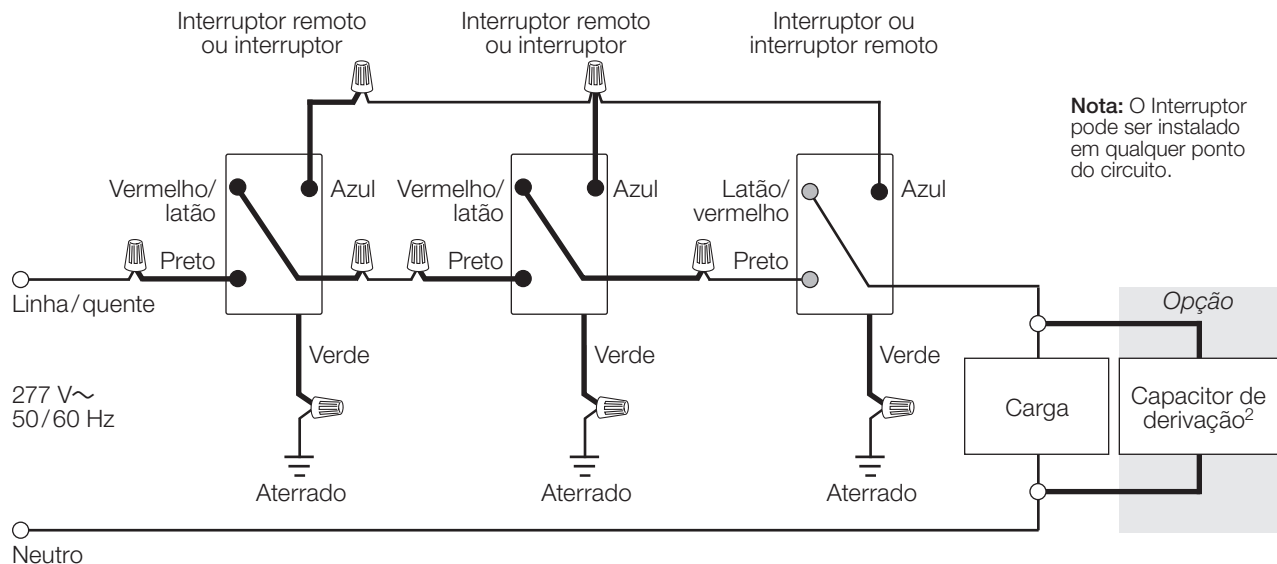 Interruptor remoto
ou interruptor
Interruptor remoto
ou interruptor
Interruptor ou
interruptor remoto
Nota: O Interruptor
pode ser instalado
em qualquer ponto
do circuito.
Vermelho/
latão
Azul
Vermelho/
latão
Azul
Latão/
vermelho
Azul
Preto
Preto
Preto
Linha/quente
Opção
Verde
Verde
Verde
277 V~
50/60 Hz
Carga
Capacitor de
derivação²
Aterrado
Aterrado
Aterrado
Neutro